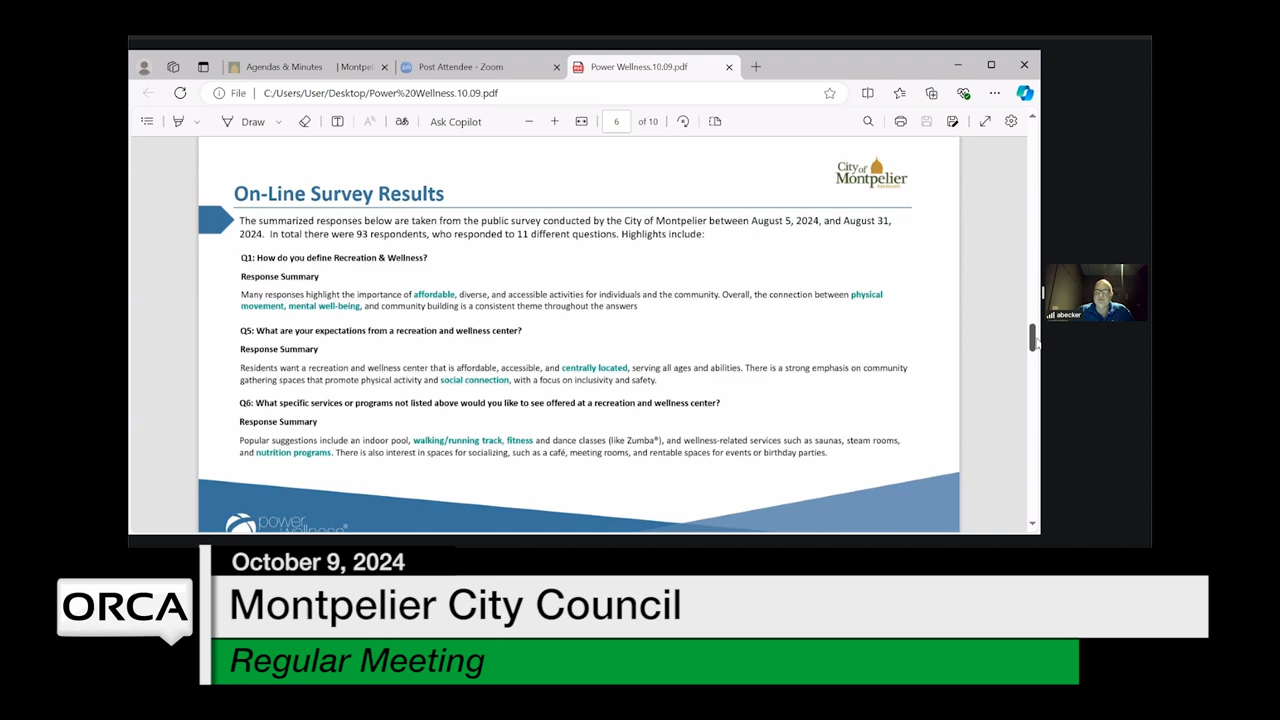 Agendas & Minutes | Montpel
Post Attendee - Zoom
Power Wellness.10.09.pdf
File | C:/Users/User/Desktop/Power%20Wellness.10.09.pdf
Draw
Ask Copilot
6 of 10
City of
Montpelier
VERMONT
On-Line Survey Results
The summarized responses below are taken from the public survey conducted by the City of Montpelier between August 5, 2024, and August 31,
2024. In total there were 93 respondents, who responded to 11 different questions. Highlights include:
Q1: How do you define Recreation & Wellness?
Response Summary
Many responses highlight the importance of affordable, diverse, and accessible activities for individuals and the community. Overall, the connection between physical
movement, mental well-being, and community building is a consistent theme throughout the answers
Q5: What are your expectations from a recreation and wellness center?
Response Summary
Residents want a recreation and wellness center that is affordable, accessible, and centrally located, serving all ages and abilities. There is a strong emphasis on community
gathering spaces that promote physical activity and social connection, with a focus on inclusivity and safety.
Q6: What specific services or programs not listed above would you like to see offered at a recreation and wellness center?
Response Summary
Popular suggestions include an indoor pool, walking/running track, fitness and dance classes (like Zumba®), and wellness-related services such as saunas, steam rooms,
and nutrition programs. There is also interest in spaces for socializing, such as a café, meeting rooms, and rentable spaces for events or birthday parties.
power
wellness®
abecker
October 9, 2024
ORCA
Montpelier City Council
Regular Meeting